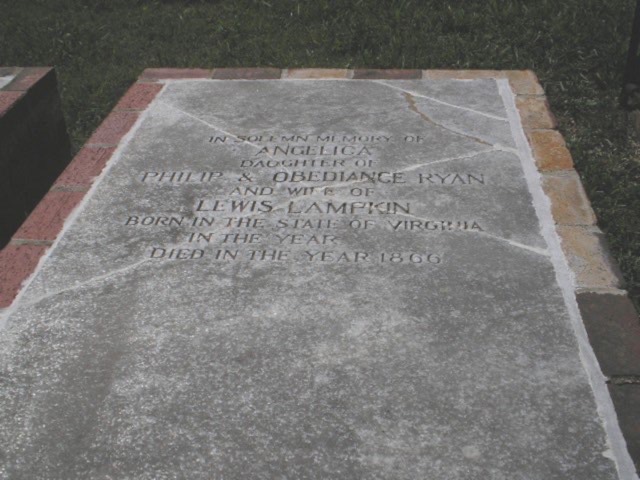 IN SOLEMN MEMORY OF
ANGELICA
DAUGHTER OF
PHILIP & OBEDIANCE RYAN
AND WIFE OF
LEWIS LAMPKIN
BORN IN THE STATE OF VIRGINIA
IN THE YEAR
DIED IN THE YEAR 1866